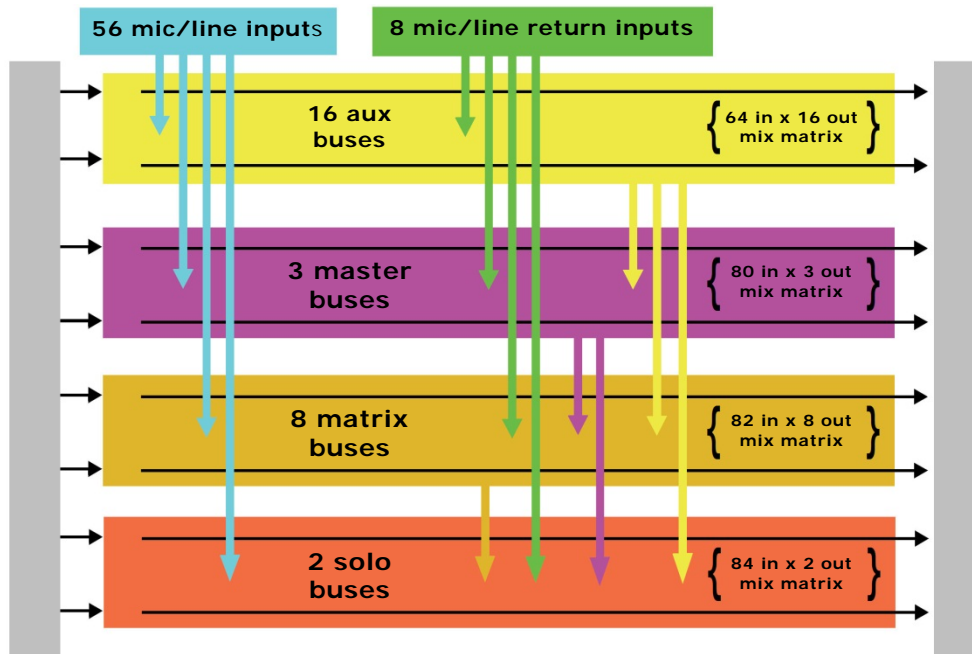 56 mic/line inputs
8 mic/line return inputs
16 aux
buses
{ 64 in x 16 out
mix matrix }
3 master
buses
{ 80 in x 3 out
mix matrix }
8 matrix
buses
{ 82 in x 8 out
mix matrix }
2 solo
buses
{ 84 in x 2 out
mix matrix }